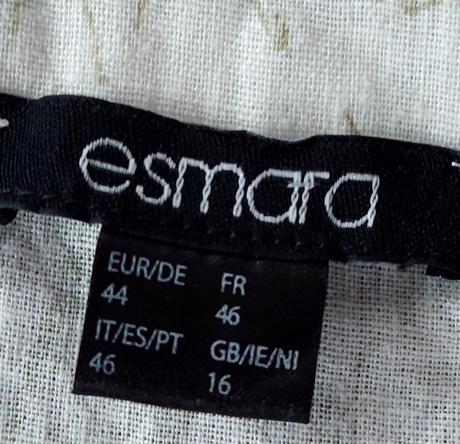 esmara
EUR/DE FR
44 46
IT/ES/PT GB/IE/NI
46 16